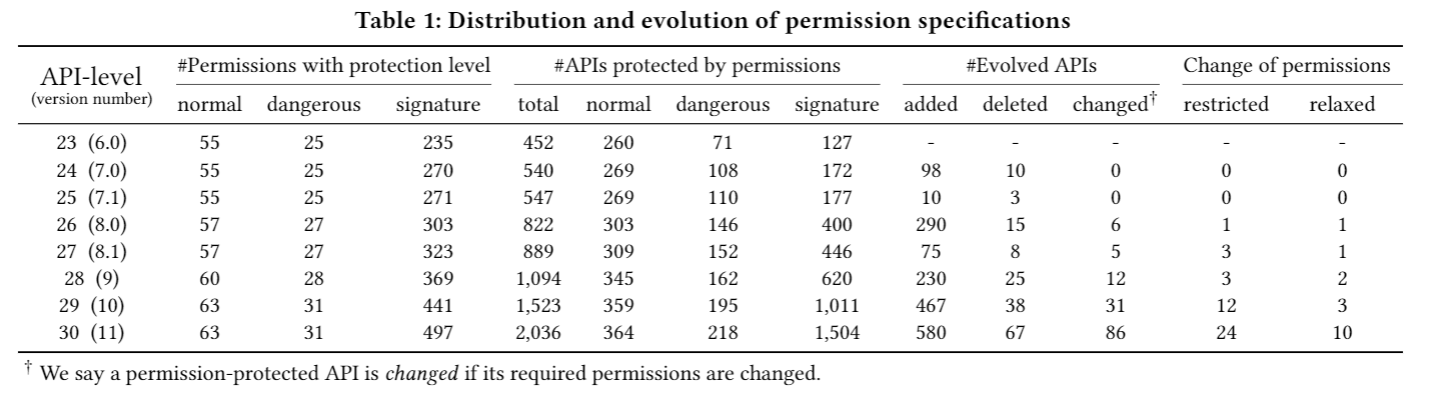 Table 1: Distribution and evolution of permission specifications
API-level #Permissions with protection level #APIs protected by permissions #Evolved APIs Change of permissions
(version number) normal dangerous signature total normal dangerous signature added deleted changed† restricted relaxed
23 (6.0) 55 25 235 452 260 71 127 - - - - -
24 (7.0) 55 25 270 540 269 108 172 98 10 0 0 0
25 (7.1) 55 25 271 547 269 110 177 10 3 0 0 0
26 (8.0) 57 27 303 822 303 146 400 290 15 6 1 1
27 (8.1) 57 27 323 889 309 152 446 75 8 5 3 1
28 (9) 60 28 369 1,094 345 162 620 230 25 12 3 2
29 (10) 63 31 441 1,523 359 195 1,011 467 38 31 12 3
30 (11) 63 31 497 2,036 364 218 1,504 580 67 86 24 10
† We say a permission-protected API is changed if its required permissions are changed.